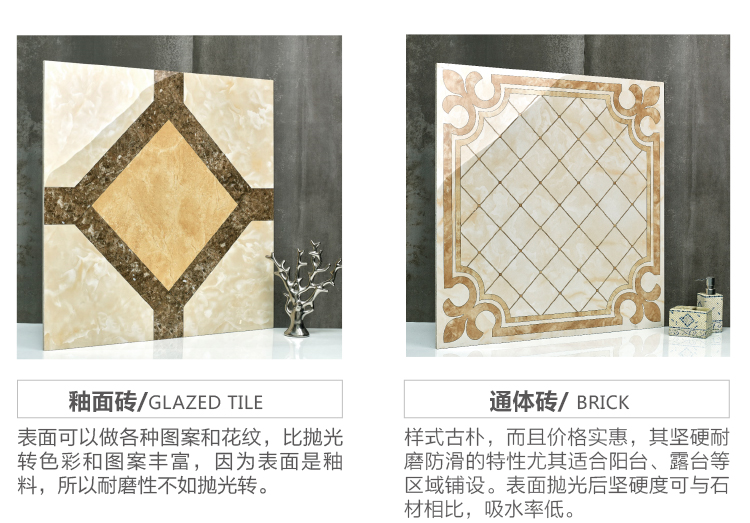 釉面砖/GLAZED TILE
表面可以做各种图案和花纹，比抛光
转色彩和图案丰富，因为表面是釉
料，所以耐磨性不如抛光转。
通体砖/ BRICK
样式古朴，而且价格实惠，其坚硬耐
磨防滑的特性尤其适合阳台、露台等
区域铺设。表面抛光后坚硬度可与石
材相比，吸水率低。